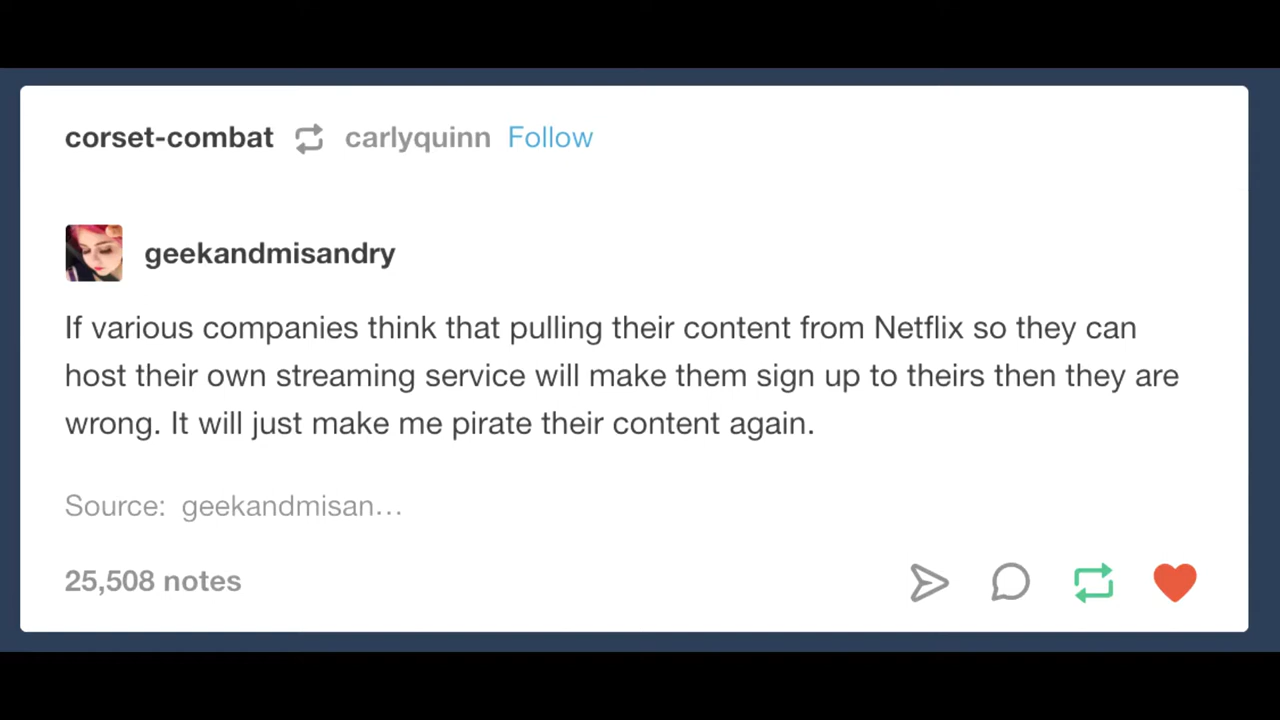 corset-combat carlyquinn Follow
geekandmisandry
If various companies think that pulling their content from Netflix so they can
host their own streaming service will make them sign up to theirs then they are
wrong. It will just make me pirate their content again.
Source: geekandmisan...
25,508 notes